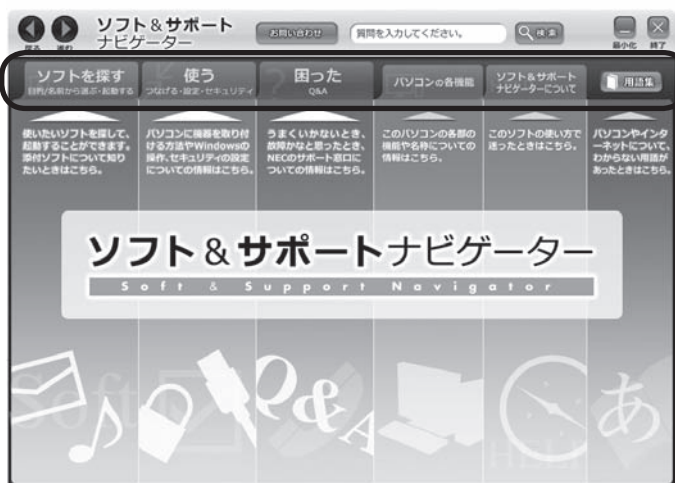 戻る 進む
ソフト&サポート
ナビゲーター
お問い合わせ
質問を入力してください。
検索
最小化 終了
ソフトを探す
目的/名前から選ぶ・起動する
使う
つなげる・設定・セキュリティ
困った
Q&A
パソコンの各機能
ソフト&サポート
ナビゲーターについて
用語集
使いたいソフトを探して、
起動することができます。
添付ソフトについて知り
たいときはこちら。
パソコンに機器を取り付
ける方法やWindowsの
操作、セキュリティの設定
についての情報はこちら。
うまくいかないとき、
故障かなと思ったとき、
NECのサポート窓口に
ついての情報はこちら。
このパソコンの各部の
機能や名称についての
情報はこちら。
このソフトの使い方で
迷ったときはこちら。
パソコンやインタ
ーネットについて、
わからない用語が
あったときはこちら。
ソフト&サポートナビゲーター
Soft & Support Navigator
Soft
Q&A
HELP
あ